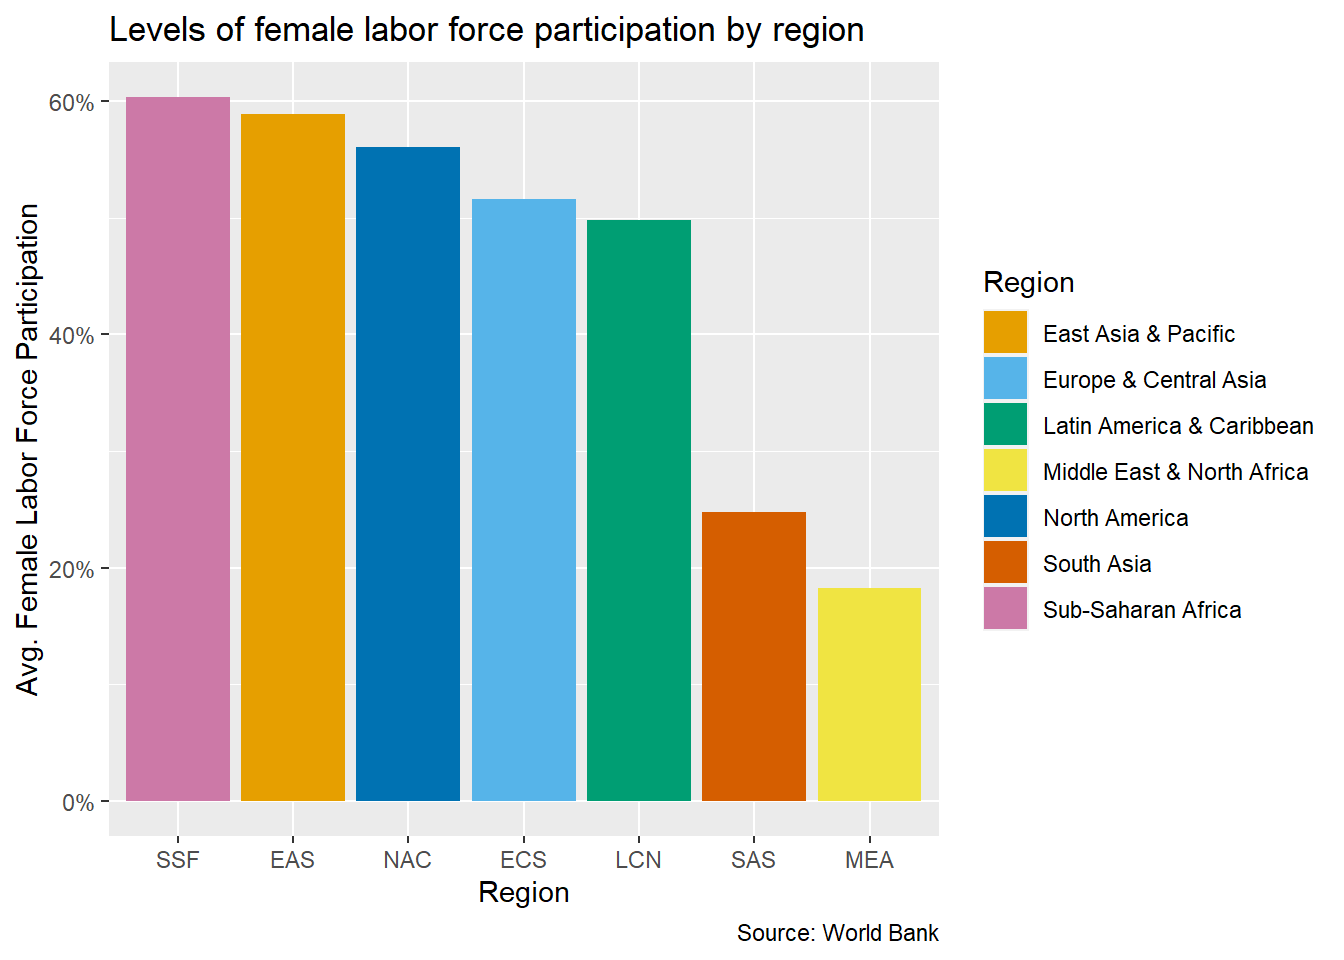 Levels of female labor force participation by region
Avg. Female Labor Force Participation
60%
40%
20%
0%
SSF EAS NAC ECS LCN SAS MEA
Region
Source: World Bank
Region
East Asia & Pacific
Europe & Central Asia
Latin America & Caribbean
Middle East & North Africa
North America
South Asia
Sub-Saharan Africa